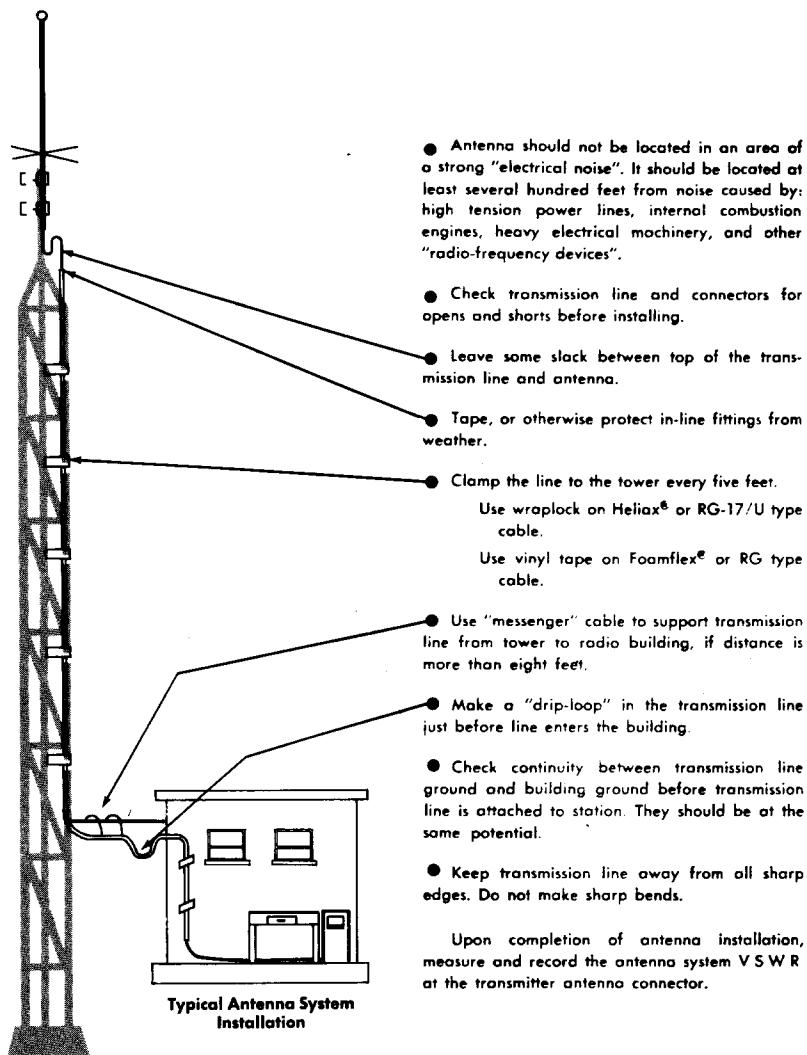 ● Antenna should not be located in an area of
a strong "electrical noise". It should be located at
least several hundred feet from noise caused by:
high tension power lines, internal combustion
engines, heavy electrical machinery, and other
"radio-frequency devices".
● Check transmission line and connectors for
opens and shorts before installing.
● Leave some slack between top of the trans-
mission line and antenna.
● Tape, or otherwise protect in-line fittings from
weather.
● Clamp the line to the tower every five feet.
Use wraplock on Heliax® or RG-17/U type
cable.
Use vinyl tape on Foamflex® or RG type
cable.
● Use "messenger" cable to support transmission
line from tower to radio building, if distance is
more than eight feet.
● Make a "drip-loop" in the transmission line
just before line enters the building.
● Check continuity between transmission line
ground and building ground before transmission
line is attached to station. They should be at the
same potential.
● Keep transmission line away from all sharp
edges. Do not make sharp bends.
Upon completion of antenna installation,
measure and record the antenna system V S W R
at the transmitter antenna connector.
Typical Antenna System
Installation